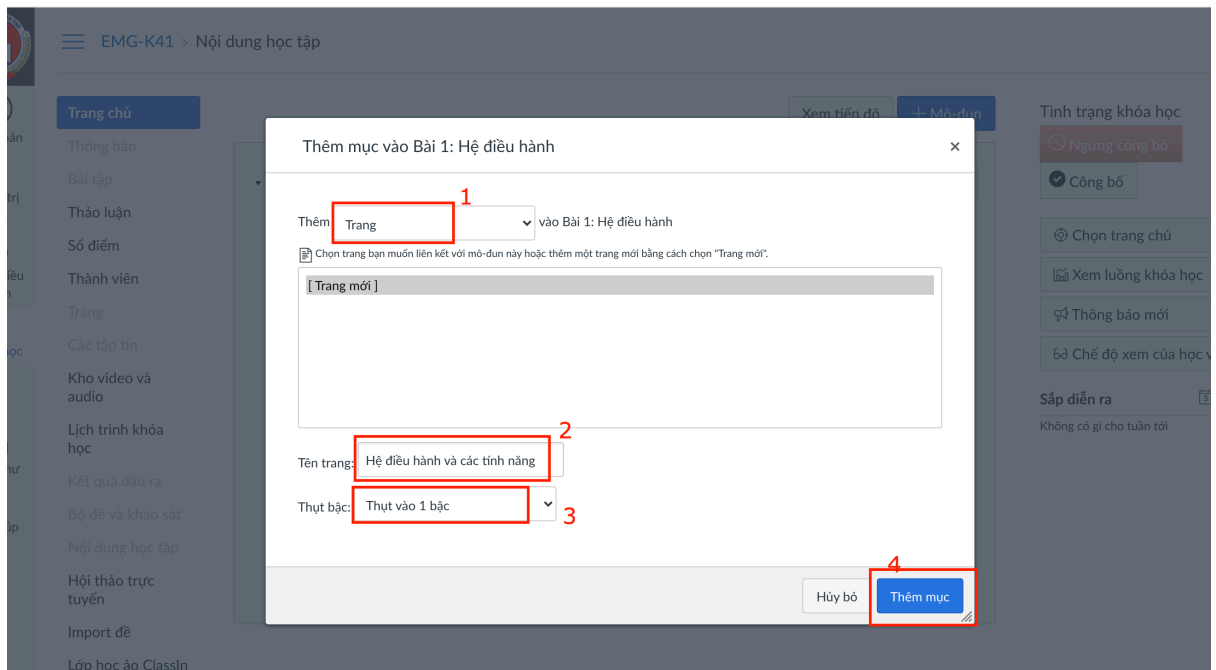 EMG-K41 › Nội dung học tập
Trang chủ
Thông báo
Bài tập
Thảo luận
Sổ điểm
Thành viên
Trang
Các tập tin
Kho video và
audio
Lịch trình khóa
học
Kết quả đầu ra
Bộ đề và khảo sát
Nội dung học tập
Hội thảo trực
tuyến
Import đề
Lớp học ảo ClassIn
Xem tiến độ
+ Mô-đun
Thêm mục vào Bài 1: Hệ điều hành
×
1
Thêm Trang vào Bài 1: Hệ điều hành
Chọn trang bạn muốn liên kết với mô-đun này hoặc thêm một trang mới bằng cách chọn "Trang mới".
[ Trang mới ]
2
Tên trang: Hệ điều hành và các tính năng
Thụt bậc: Thụt vào 1 bậc
3
4
Hủy bỏ
Thêm mục
Tình trạng khóa học
Ngừng công bố
Công bố
Chọn trang chủ
Xem luồng khóa học
Thông báo mới
Chế độ xem của học v
Sắp diễn ra
Không có gì cho tuần tới